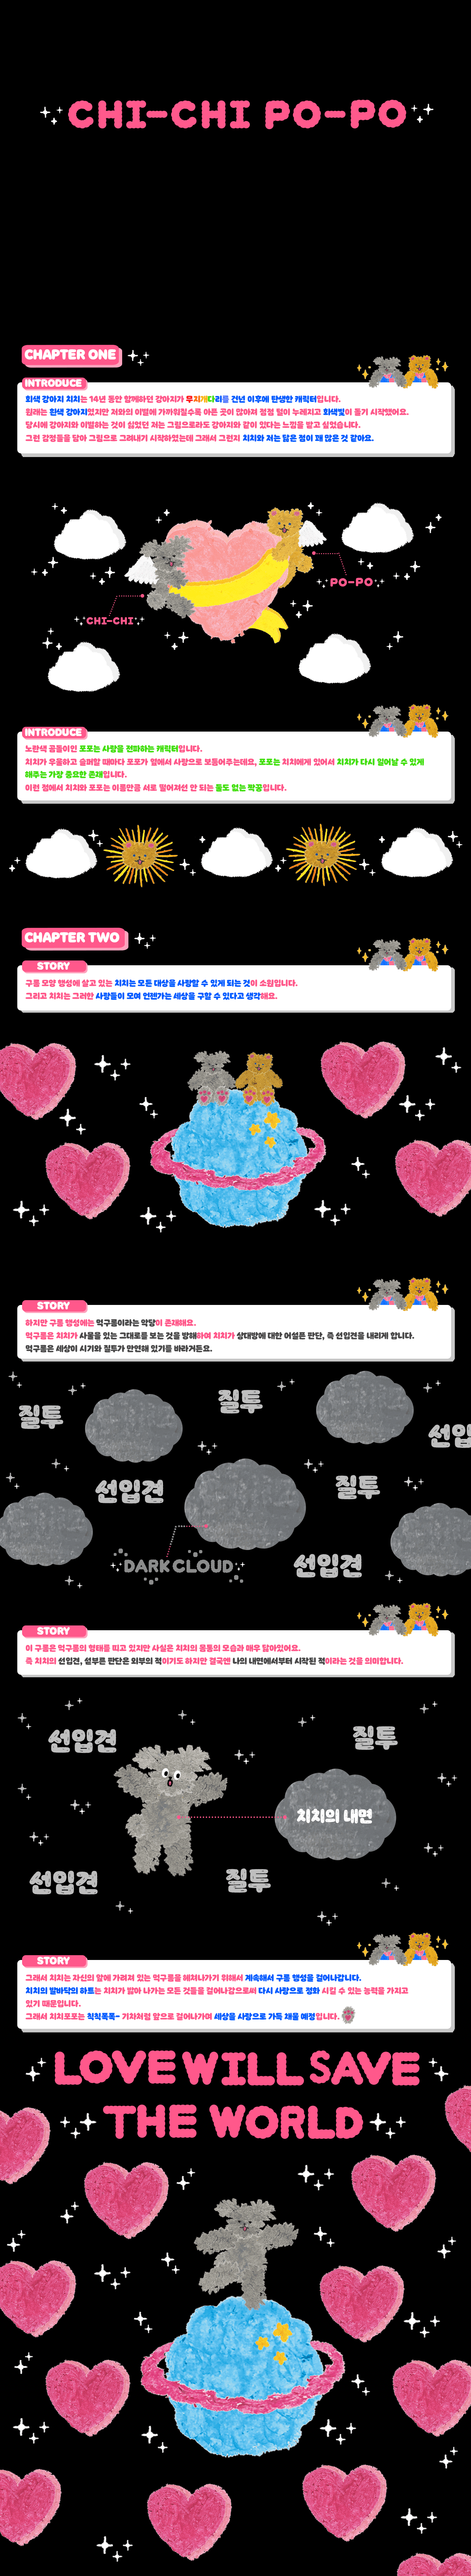 CHI-CHI PO-PO
CHAPTER ONE
INTRODUCE
회색 강아지 치치는 14년 동안 함께하던 강아지가 무지개다리를 건넌 이후에 탄생한 캐릭터입니다.
원래는 흰색 강아지였지만 저와의 이별에 가까워질수록 아픈 곳이 많아져 점점 털이 누레지고 회색빛이 돌기 시작했어요.
당시에 강아지와 이별하는 것이 싫었던 저는 그림으로라도 강아지와 같이 있다는 느낌을 받고 싶었습니다.
그런 감정들을 담아 그림으로 그려내기 시작하였는데 그래서 그런지 치치와 저는 닮은 점이 꽤 많은 것 같아요.
PO-PO
CHI-CHI
INTRODUCE
노란색 곰돌이인 포포는 사랑을 전파하는 캐릭터입니다.
치치가 우울하고 슬퍼할 때마다 포포가 옆에서 사랑으로 보듬어주는데요, 포포는 치치에게 있어서 치치가 다시 일어날 수 있게
해주는 가장 중요한 존재입니다.
이런 점에서 치치와 포포는 이름만큼 서로 떨어져선 안 되는 둘도 없는 짝꿍입니다.
CHAPTER TWO
STORY
구름 모양 행성에 살고 있는 치치는 모든 대상을 사랑할 수 있게 되는 것이 소원입니다.
그리고 치치는 그러한 사랑들이 모여 언젠가는 세상을 구할 수 있다고 생각해요.
STORY
하지만 구름 행성에는 먹구름이라는 악당이 존재해요.
먹구름은 치치가 사물을 있는 그대로를 보는 것을 방해하여 치치가 상대방에 대한 어설픈 판단, 즉 선입견을 내리게 합니다.
먹구름은 세상이 시기와 질투가 만연해 있기를 바라거든요.
질투
질투
선입
선입견
질투
DARK CLOUD
선입견
STORY
이 구름은 먹구름의 형태를 띠고 있지만 사실은 치치의 몸통의 모습과 매우 닮아있어요.
즉 치치의 선입견, 섣부른 판단은 외부의 적이기도 하지만 결국엔 나의 내면에서부터 시작된 적이라는 것을 의미합니다.
선입견
질투
치치의 내면
선입견
질투
STORY
그래서 치치는 자신의 앞에 가려져 있는 먹구름을 헤쳐나가기 위해서 계속해서 구름 행성을 걸어나갑니다.
치치의 발바닥의 하트는 치치가 밟아 나가는 모든 것들을 걸어나감으로써 다시 사랑으로 정화 시킬 수 있는 능력을 가지고
있기 때문입니다.
그래서 치치포포는 칙칙폭폭- 기차처럼 앞으로 걸어나가며 세상을 사랑으로 가득 채울 예정입니다.
LOVE WILL SAVE
THE WORLD